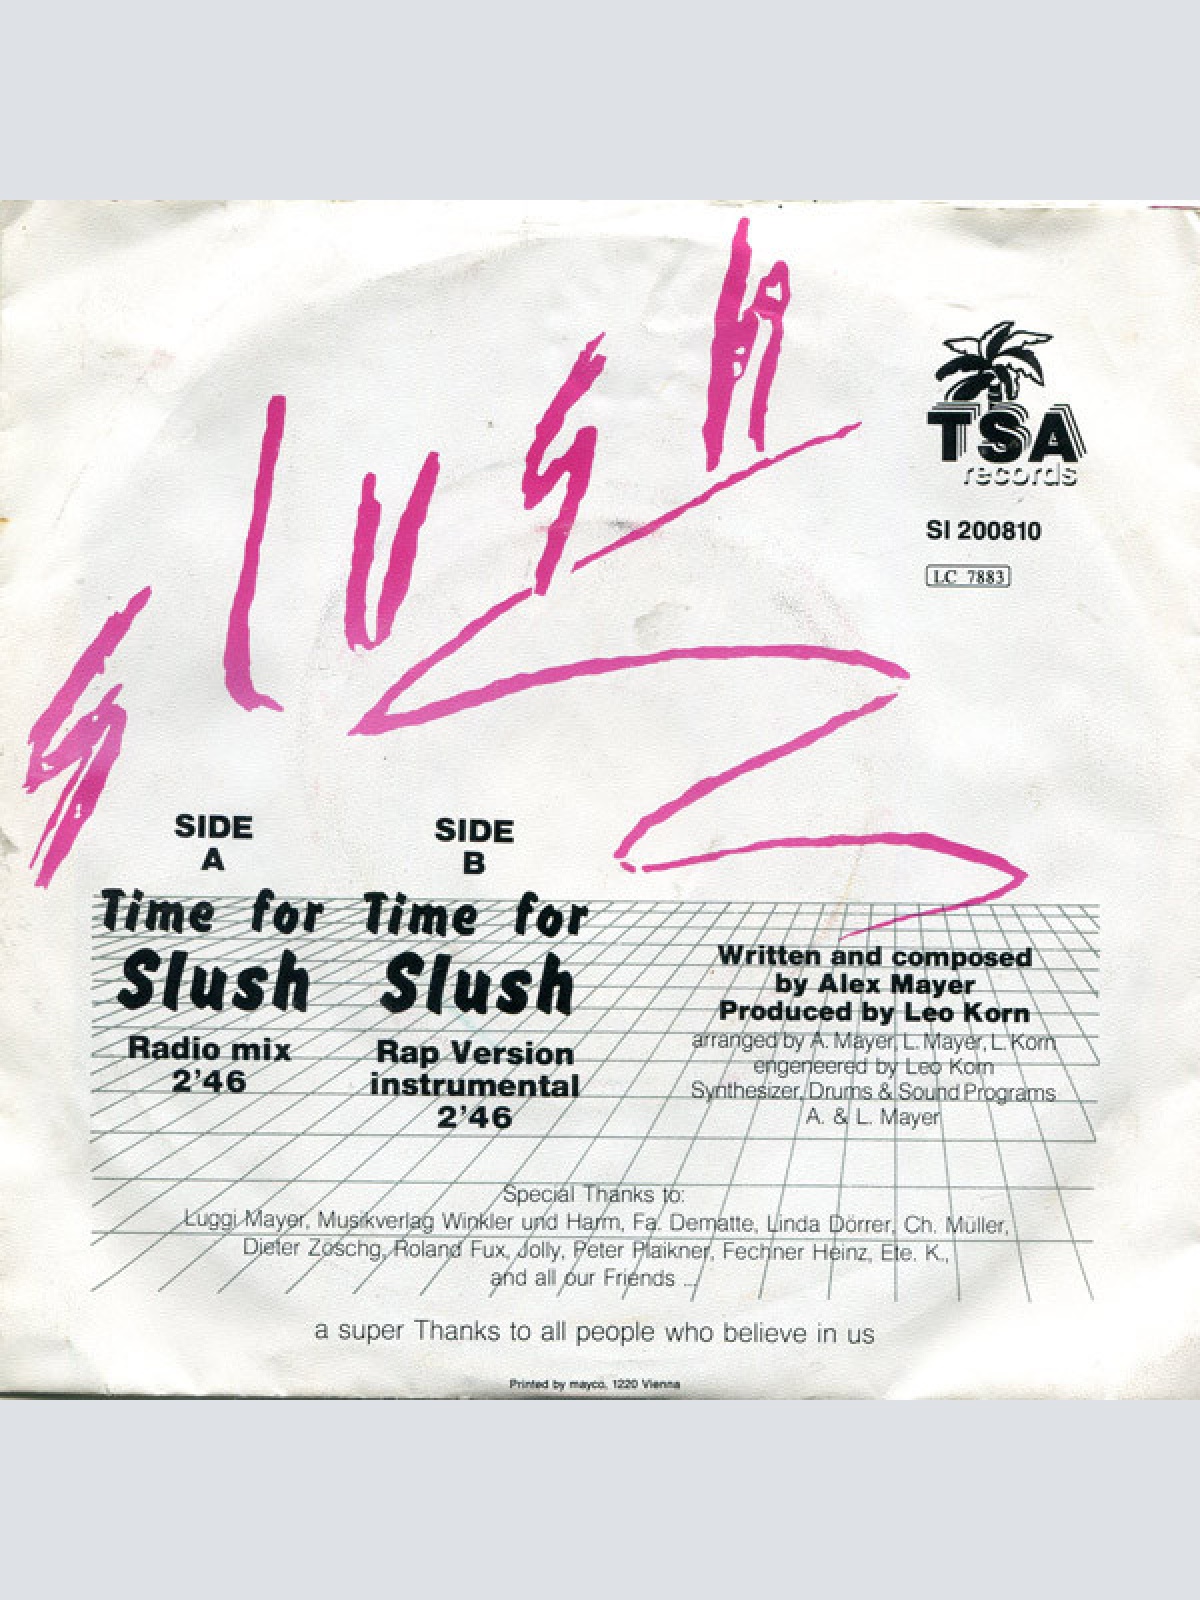 slush
TSA
records
SI 200810
LC 7883
SIDE
A
Time for
Slush
Radio mix
2'46
SIDE
B
Time for
Slush
Rap Version
instrumental
2'46
Written and composed
by Alex Mayer
Produced by Leo Korn
arranged by A. Mayer, L. Mayer, L. Korn
engeneered by Leo Korn
Synthesizer, Drums & Sound Programs
A. & L. Mayer
Special Thanks to:
Luggi Mayer, Musikverlag Winkler und Harm, Fa. Dematte, Linda Dörrer, Ch. Müller,
Dieter Zöschg, Roland Fux, Jolly, Peter Plaikner, Fechner Heinz, Ete. K.,
and all our Friends ...
a super Thanks to all people who believe in us
Printed by mayco, 1220 Vienna